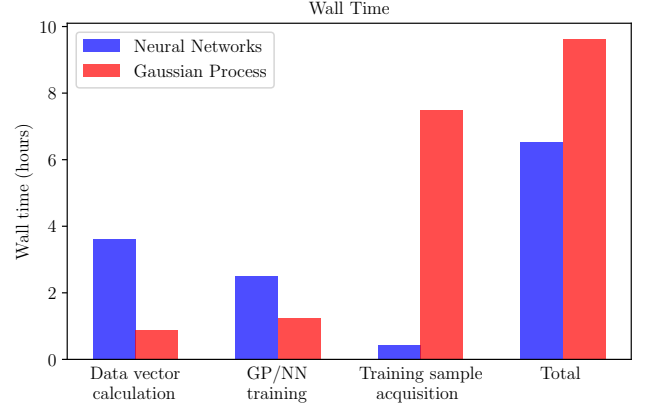 Wall Time
Neural Networks
Gaussian Process
Wall time (hours)
10
8
6
4
2
0
Data vector
calculation
GP/NN
training
Training sample
acquisition
Total